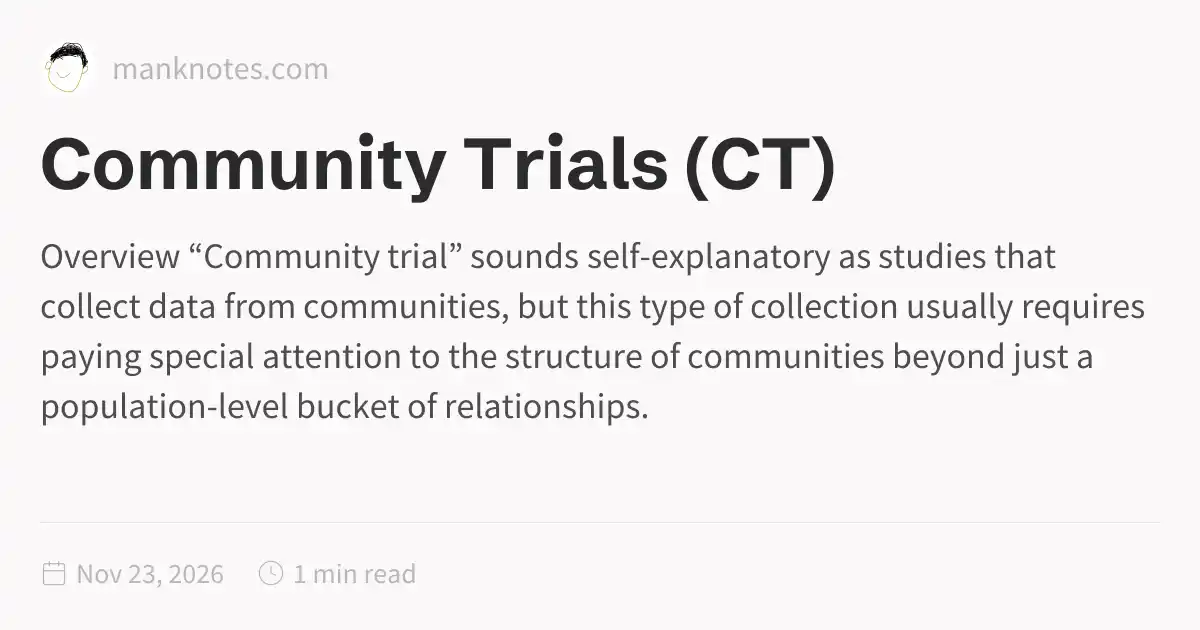 manknotes.com
Community Trials (CT)
Overview “Community trial” sounds self-explanatory as studies that
collect data from communities, but this type of collection usually requires
paying special attention to the structure of communities beyond just a
population-level bucket of relationships.
Nov 23, 2026
1 min read